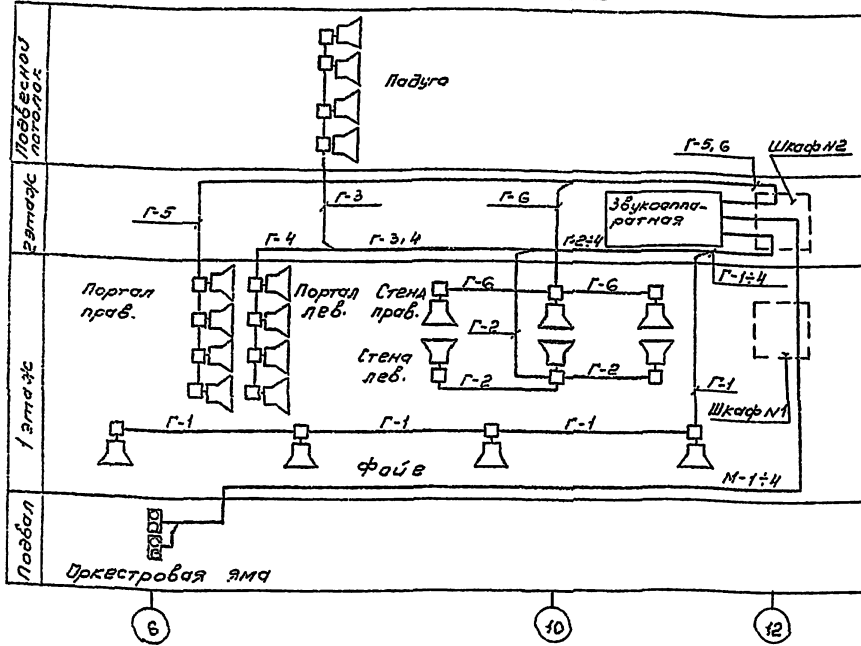 Подвесной
потолок
Падуга
2 этаж
Г-5, 6
Шкаф №2
Г-5
Г-3
Г-6
Звукоаппа-
ратная
Г-4
Г-3,4
Г-2÷4
Г-1÷4
1 этаж
Портал
прав.
Портал
лев.
Стена
прав.
Г-6
Г-6
Г-2
Стена
лев.
Г-2
Г-2
Г-1
Шкаф №1
Г-1
Г-1
Г-1
Фойе
М-1÷4
Подвал
Оркестровая яма
6
10
12